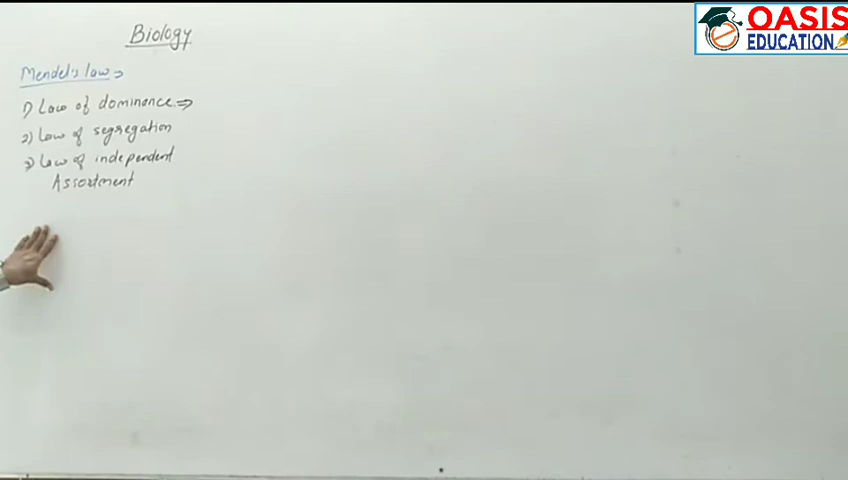 Biology
OASIS
EDUCATION
Mendel's law ⇒
1) Law of dominance ⇒
2) Law of segregation
3) Law of independent
Assortment